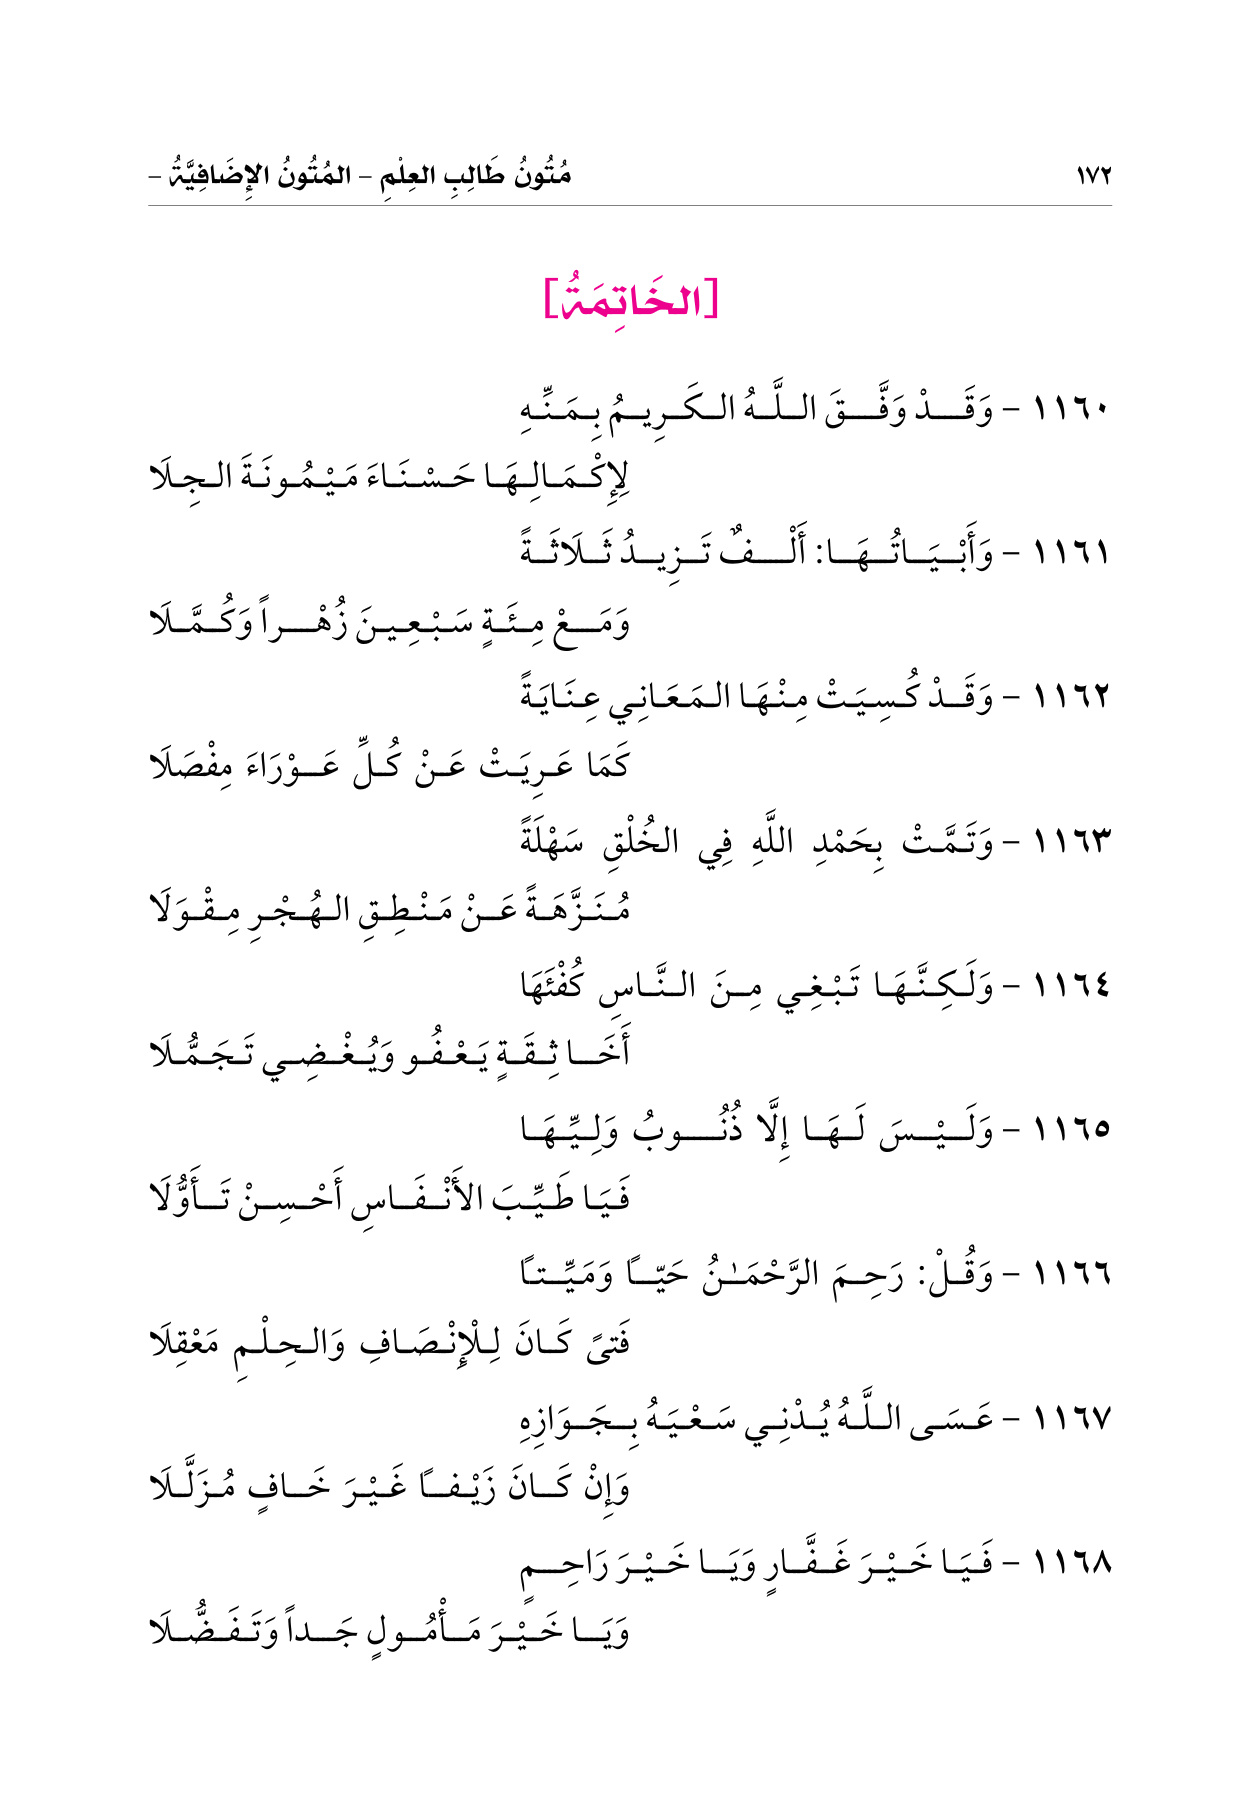 ١٧٢ مُتُونُ طَالِبِ العِلْمِ – المُتُونُ الإِضَافِيَّةُ –
[الخَاتِمَةُ]
١١٦٠ – وَقَدْ وَفَّقَ اللَّهُ الكَرِيمُ بِمَنِّهِ
لِإِكْمَالِهَا حَسْنَاءَ مَيْمُونَةَ الجِلَا
١١٦١ – وَأَبْيَاتُهَا: أَلْفٌ تَزِيدُ ثَلَاثَةً
وَمَعْ مِئَةٍ سَبْعِينَ زُهْراً وَكُمَّلَا
١١٦٢ – وَقَدْ كُسِيَتْ مِنْهَا المَعَانِي عِنَايَةً
كَمَا عَرِيَتْ عَنْ كُلِّ عَوْرَاءَ مِفْصَلَا
١١٦٣ – وَتَمَّتْ بِحَمْدِ اللَّهِ فِي الخُلْقِ سَهْلَةً
مُنَزَّهَةً عَنْ مَنْطِقِ الهُجْرِ مِقْوَلَا
١١٦٤ – وَلَكِنَّهَا تَبْغِي مِنَ النَّاسِ كُفْئَهَا
أَخَا ثِقَةٍ يَعْفُو وَيُغْضِي تَجَمُّلَا
١١٦٥ – وَلَيْسَ لَهَا إِلَّا ذُنُوبُ وَلِيِّهَا
فَيَا طَيِّبَ الأَنْفَاسِ أَحْسِنْ تَأَوُّلَا
١١٦٦ – وَقُلْ: رَحِمَ الرَّحْمَٰنُ حَيّاً وَمَيِّتاً
فَتىً كَانَ لِلْإِنْصَافِ وَالحِلْمِ مَعْقِلَا
١١٦٧ – عَسَى اللَّهُ يُدْنِي سَعْيَهُ بِجَوَازِهِ
وَإِنْ كَانَ زَيْفاً غَيْرَ خَافٍ مُزَلَّلَا
١١٦٨ – فَيَا خَيْرَ غَفَّارٍ وَيَا خَيْرَ رَاحِمٍ
وَيَا خَيْرَ مَأْمُولٍ جَداً وَتَفَضُّلَا